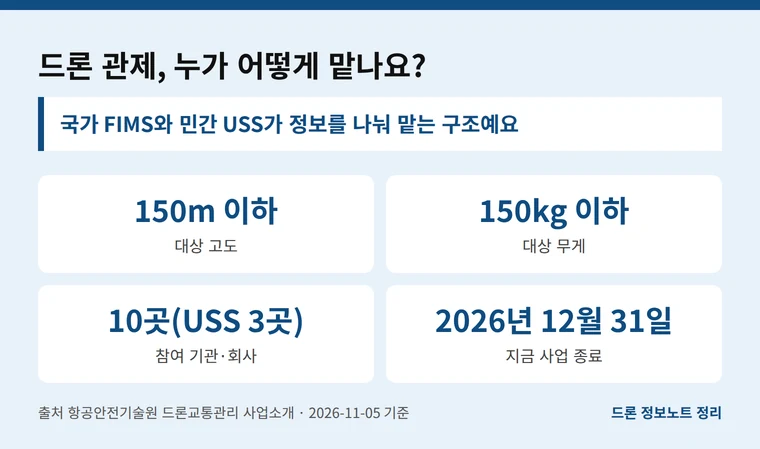 드론 관제, 누가 어떻게 맡나요?
국가 FIMS와 민간 USS가 정보를 나눠 맡는 구조예요
150m 이하
대상 고도
150kg 이하
대상 무게
10곳(USS 3곳)
참여 기관·회사
2026년 12월 31일
지금 사업 종료
출처 항공안전기술원 드론교통관리 사업소개 · 2026-11-05 기준
드론 정보노트 정리